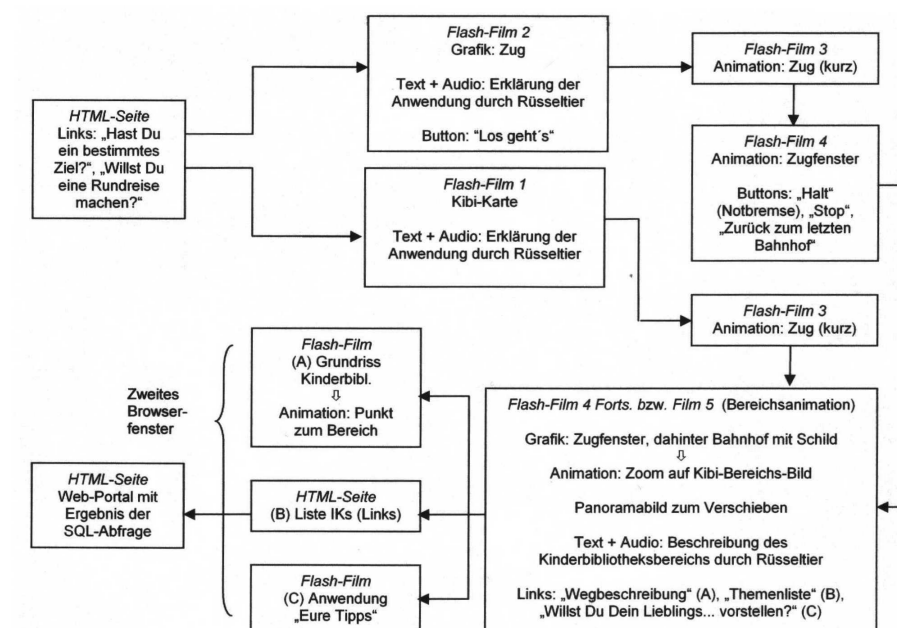 HTML-Seite
Links: „Hast Du
ein bestimmtes
Ziel?“, „Willst Du
eine Rundreise
machen?“
Flash-Film 2
Grafik: Zug
Text + Audio: Erklärung der
Anwendung durch Rüsseltier
Button: "Los geht´s“
Flash-Film 3
Animation: Zug (kurz)
Flash-Film 4
Animation: Zugfenster
Buttons: „Halt“
(Notbremse), „Stop“,
„Zurück zum letzten
Bahnhof“
Flash-Film 1
Kibi-Karte
Text + Audio: Erklärung der
Anwendung durch Rüsseltier
Flash-Film 3
Animation: Zug (kurz)
Flash-Film 4 Forts. bzw. Film 5 (Bereichsanimation)
Grafik: Zugfenster, dahinter Bahnhof mit Schild
⇩
Animation: Zoom auf Kibi-Bereichs-Bild
Panoramabild zum Verschieben
Text + Audio: Beschreibung des
Kinderbibliotheksbereichs durch Rüsseltier
Links: „Wegbeschreibung“ (A), „Themenliste“ (B),
„Willst Du Dein Lieblings... vorstellen?“ (C)
Flash-Film
(A) Grundriss
Kinderbibl.
⇩
Animation: Punkt
zum Bereich
HTML-Seite
(B) Liste IKs (Links)
Flash-Film
(C) Anwendung
„Eure Tipps“
Zweites
Browser-
fenster
HTML-Seite
Web-Portal mit
Ergebnis der
SQL-Abfrage